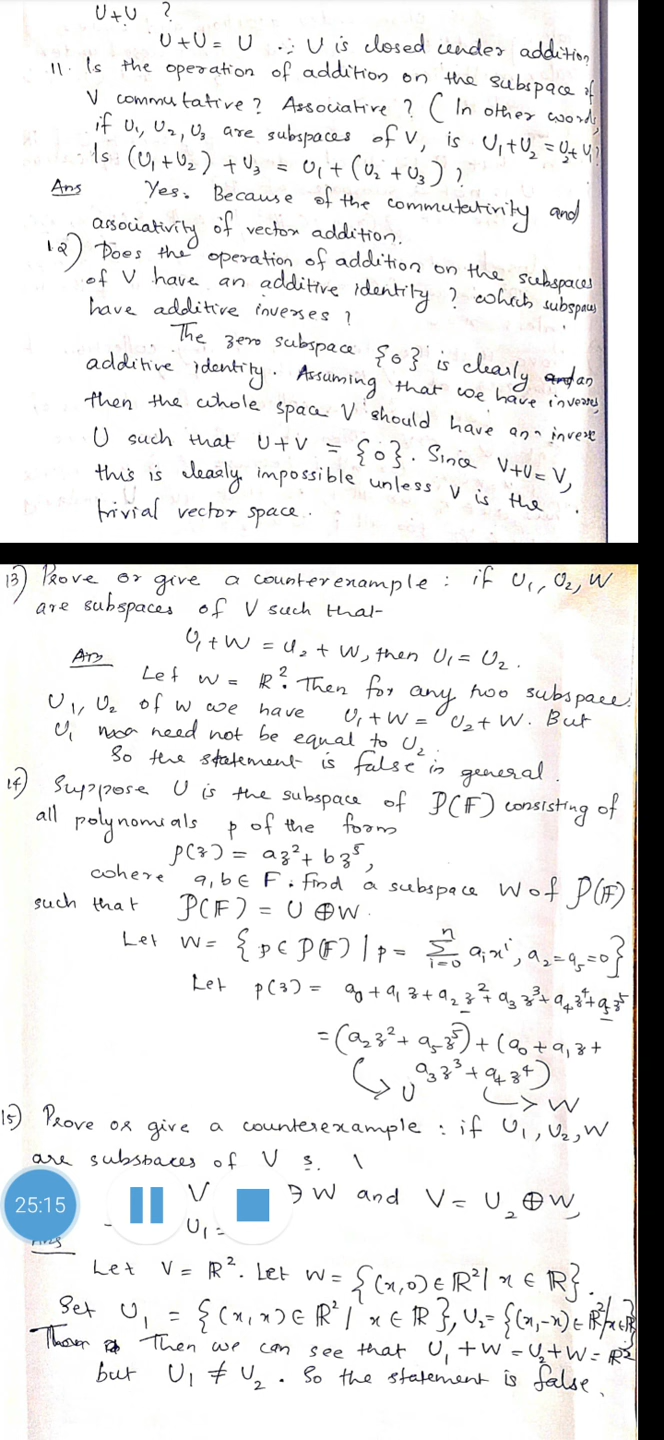 U+U ?
U+U = U ∴ U is closed under addition
11. Is the operation of addition on the subspace of
V commutative? Associative? (In other words,
if U₁, U₂, U₃ are subspaces of V, is U₁+U₂ = U₂+U₁?
Is (U₁+U₂) + U₃ = U₁ + (U₂+U₃))?
Ans Yes. Because of the commutativity and
associativity of vector addition.
12) Does the operation of addition on the subspaces
of V have an additive identity? which subspaces
have additive inverses?
The zero subspace {0} is clearly an
additive identity. Assuming that we have inverses,
then the whole space V should have an inverse
U such that U+V = {0}. Since V+U=V,
this is clearly impossible unless V is the
trivial vector space.
13) Prove or give a counterexample: if U₁, U₂, W
are subspaces of V such that
U₁+W = U₂+W, then U₁ = U₂.
Ans Let W = ℝ². Then for any two subspaces
U₁, U₂ of W we have U₁+W = U₂+W. But
U₁ need not be equal to U₂.
So the statement is false in general.
14) Suppose U is the subspace of P(F) consisting of
all polynomials p of the form
p(z) = az²+bz⁵,
where a,b∈F. Find a subspace W of P(F)
such that P(F) = U⊕W.
Let W = {p∈P(F) | p = Σⁿᵢ₌₀ aᵢxⁱ, a₂=a₅=0}
Let p(z) = a₀+a₁z+a₂z²+a₃z³+a₄z⁴+a₅z⁵
= (a₂z²+a₅z⁵)+(a₀+a₁z+
a₃z³+a₄z⁴)
U W
15) Prove or give a counterexample: if U₁,U₂,W
are subspaces of V
25:15
V W and V = U₂⊕W,
U₁ =
Ans
Let V = ℝ². Let W = {(x,0)∈ℝ² | x∈ℝ}.
Set U₁ = {(x,x)∈ℝ² | x∈ℝ}, U₂ = {(x,-x)∈ℝ² | x∈ℝ}
Then we can see that U₁+W = U₂+W = ℝ²
but U₁ ≠ U₂. So the statement is false.